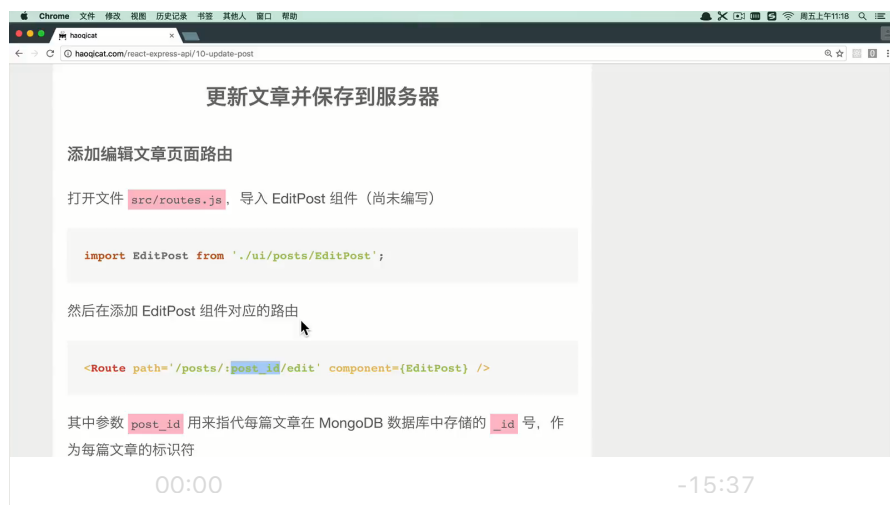 Chrome 文件 修改 视图 历史记录 书签 其他人 窗口 帮助 周五上午11:18
haoqicat
haoqicat.com/react-express-api/10-update-post
更新文章并保存到服务器
添加编辑文章页面路由
打开文件 src/routes.js，导入 EditPost 组件（尚未编写）
import EditPost from './ui/posts/EditPost';
然后在添加 EditPost 组件对应的路由
<Route path='/posts/:post_id/edit' component={EditPost} />
其中参数 post_id 用来指代每篇文章在 MongoDB 数据库中存储的 _id 号，作
为每篇文章的标识符
00:00 -15:37